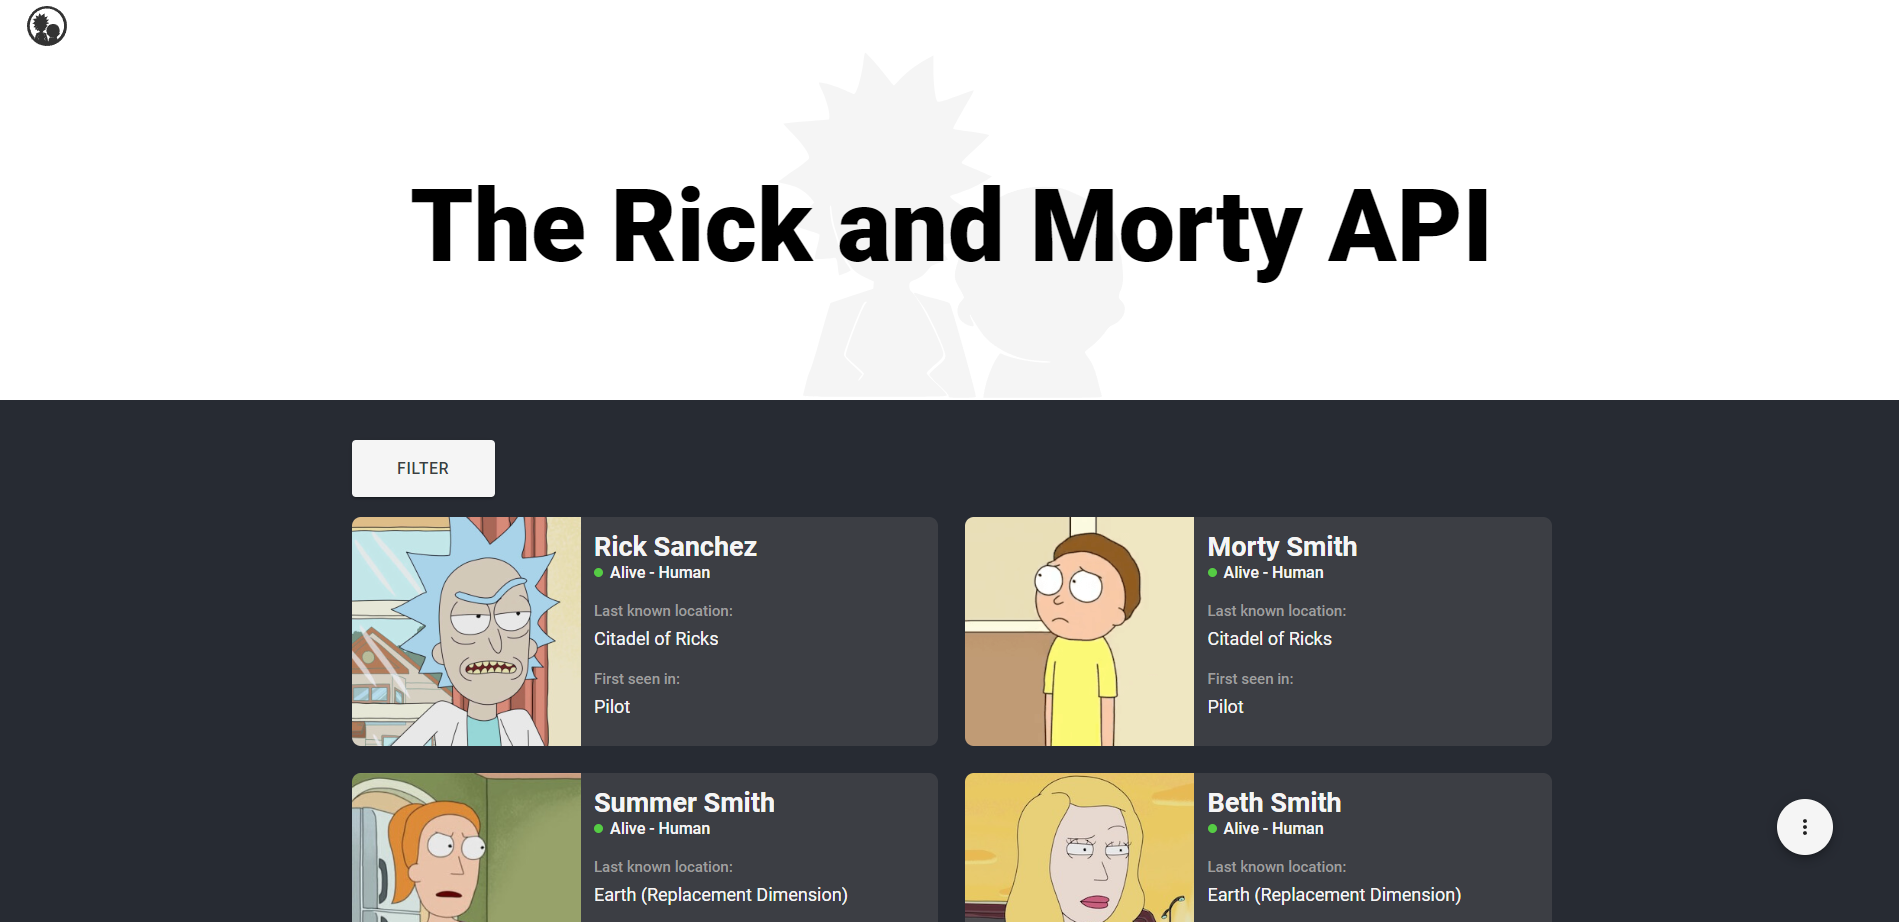 The Rick and Morty API
FILTER
Rick Sanchez
Alive - Human
Last known location:
Citadel of Ricks
First seen in:
Pilot
Morty Smith
Alive - Human
Last known location:
Citadel of Ricks
First seen in:
Pilot
Summer Smith
Alive - Human
Last known location:
Earth (Replacement Dimension)
Beth Smith
Alive - Human
Last known location:
Earth (Replacement Dimension)